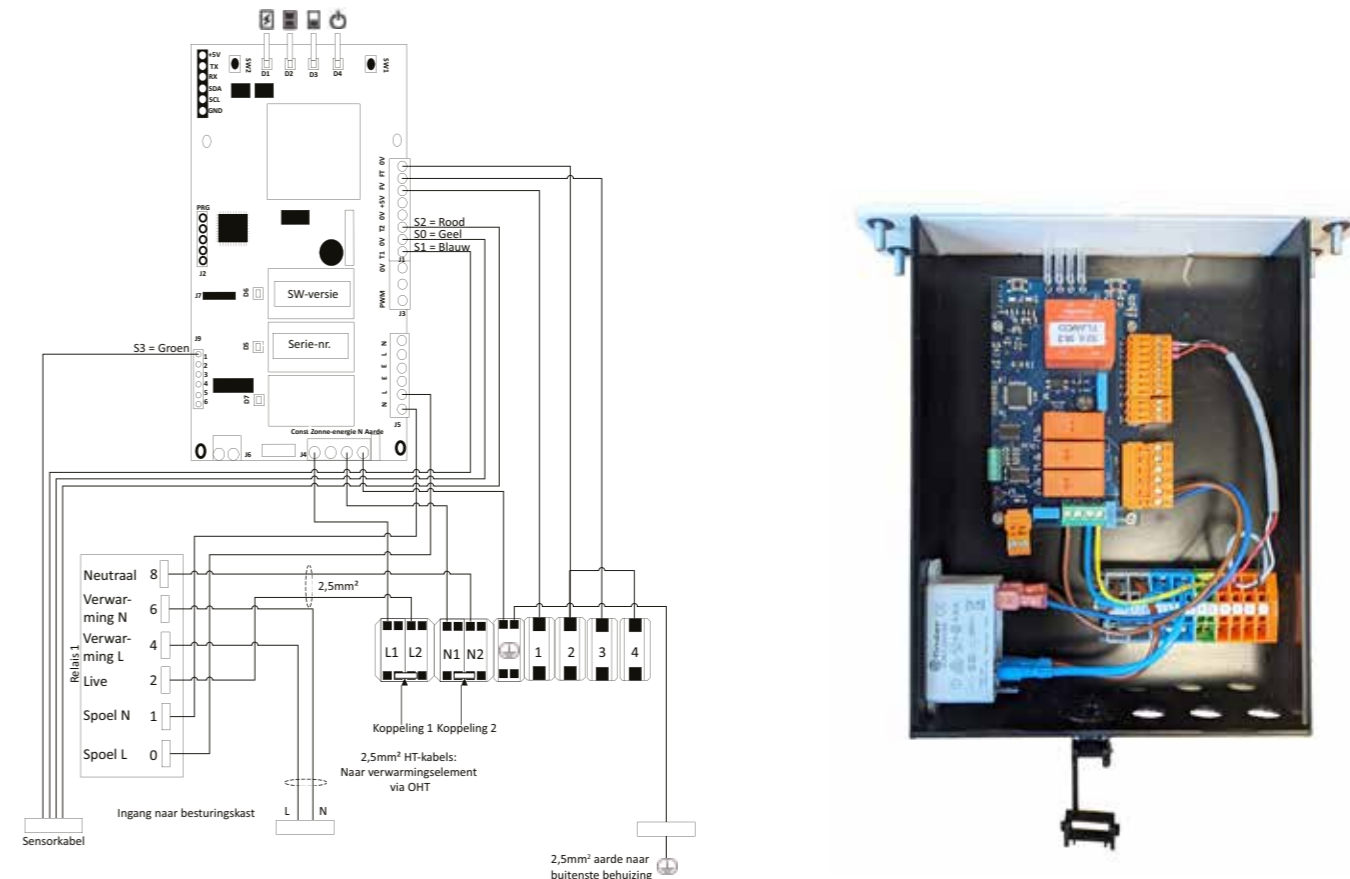 +5V
TX
RX
SDA
SCL
GND
SW2
D1
D2
D3
D4
SW1
0V
FT
FV
+5V
0V
T2
0V
T1
J1
0V
PWM
J3
PRG
J2
S2 = Rood
S0 = Geel
S1 = Blauw
J7
D6
SW-versie
J9
D5
Serie-nr.
S3 = Groen
1
2
3
4
5
6
D7
N
L
E
E
L
N
J5
Const Zonne-energie N Aarde
J6
J4
Relais 1
Neutraal 8
Verwar-
ming N 6
Verwar-
ming L 4
Live 2
Spoel N 1
Spoel L 0
2,5mm²
L1 L2
N1 N2
1
2
3
4
Koppeling 1 Koppeling 2
2,5mm² HT-kabels:
Naar verwarmingselement
via OHT
Ingang naar besturingskast
L N
Sensorkabel
2,5mm² aarde naar
buitenste behuizing
FLAMCO
finder